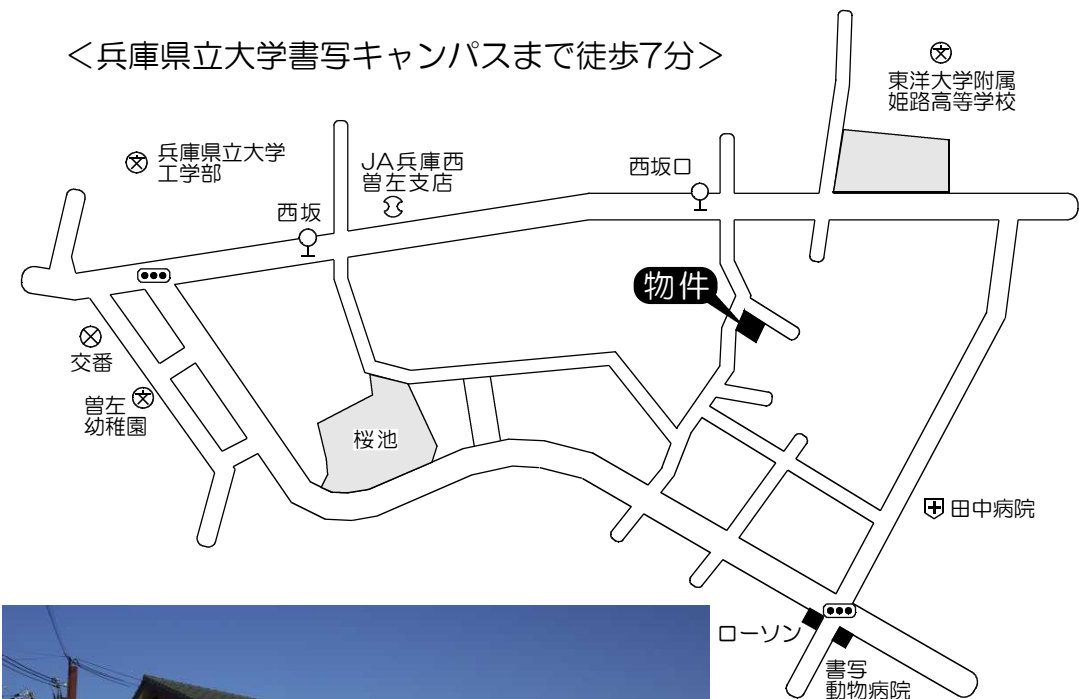 <兵庫県立大学書写キャンパスまで徒歩7分>
東洋大学附属
姫路高等学校
兵庫県立大学
工学部
JA兵庫西
曽左支店
西坂口
西坂
物件
交番
曽左
幼稚園
桜池
田中病院
ローソン
書写
動物病院